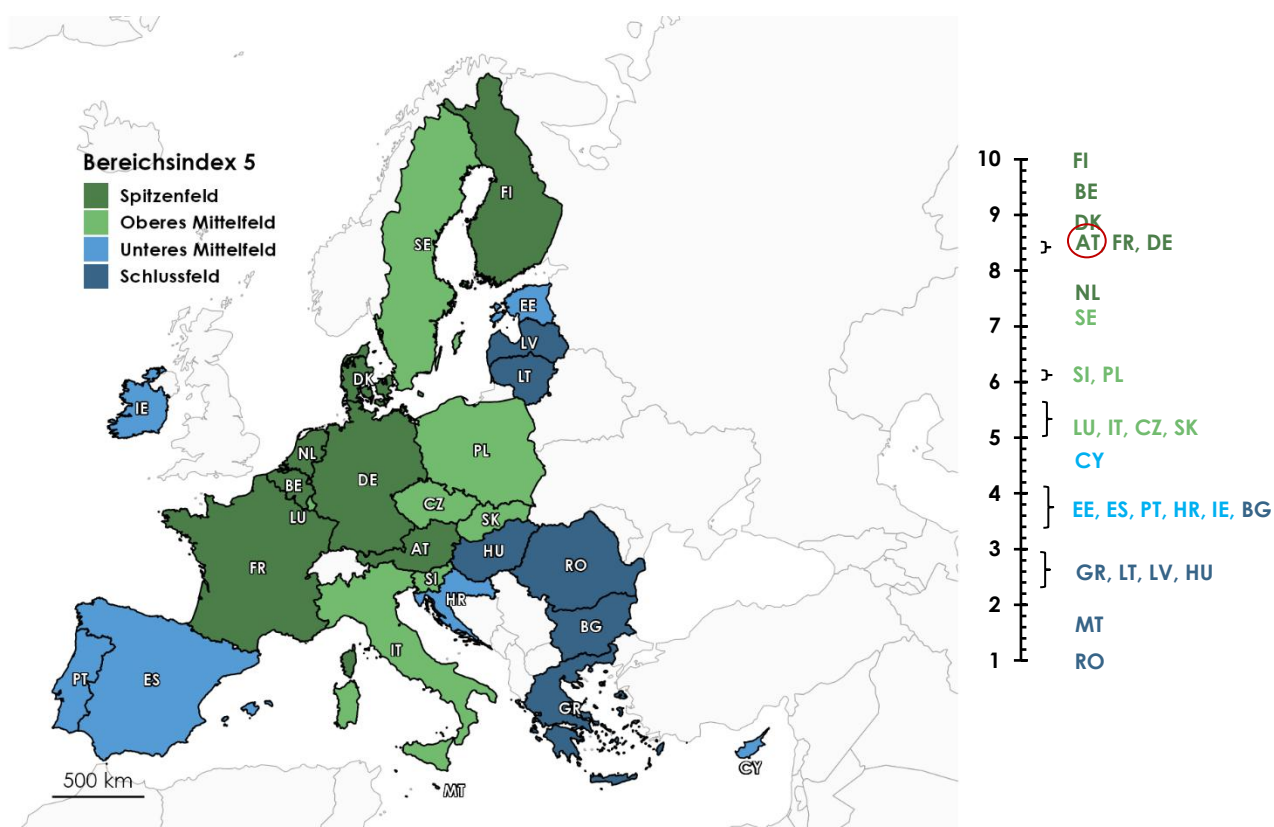 Bereichsindex 5
Spitzenfeld
Oberes Mittelfeld
Unteres Mittelfeld
Schlussfeld
FI
SE
EE
LV
LT
DK
IE
NL
PL
BE
DE
LU
CZ
SK
FR
AT
HU
RO
SI
HR
BG
IT
PT
ES
GR
CY
MT
500 km
10 FI
BE
9 DK
AT FR, DE
8
NL
SE
7
6 SI, PL
LU, IT, CZ, SK
5
CY
4
EE, ES, PT, HR, IE, BG
3
GR, LT, LV, HU
2
MT
1 RO